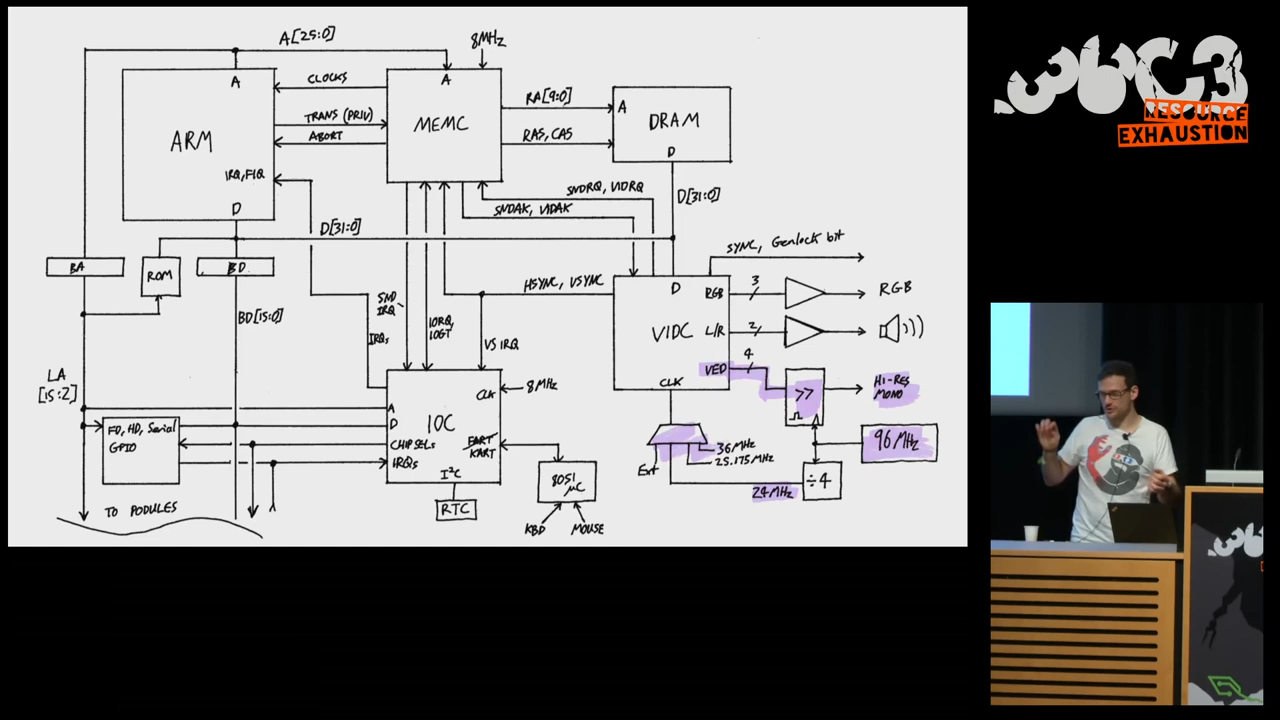 A[25:0]
8MHz
A
CLOCKS
A
TRANS (PRIV)
ABORT
ARM
MEMC
RA[9:0]
A
DRAM
RAS, CAS
D
IRQ, FIQ
D
D[31:0]
SNDRQ, VIDRQ
SNDAK, VIDAK
D[31:0]
SYNC, Genlock bit
BA
ROM
BD
HSYNC, VSYNC
D
RGB
3
RGB
BD[15:0]
SND
IRQ
IORQ,
IOGT
IRQs
VS IRQ
VIDC
L/R
2
VED
4
CLK
>>
Hi-Res
MONO
LA
[15:2]
CLK
8MHz
A
D
IOC
FD, HD, Serial
GPIO
CHIPSELs
IRQs
UART
KART
I²C
RTC
8051
µC
KBD
MOUSE
Ext
36MHz
25.175MHz
24MHz
÷4
96MHz
TO PODULES
36C3
RESOURCE
EXHAUSTION